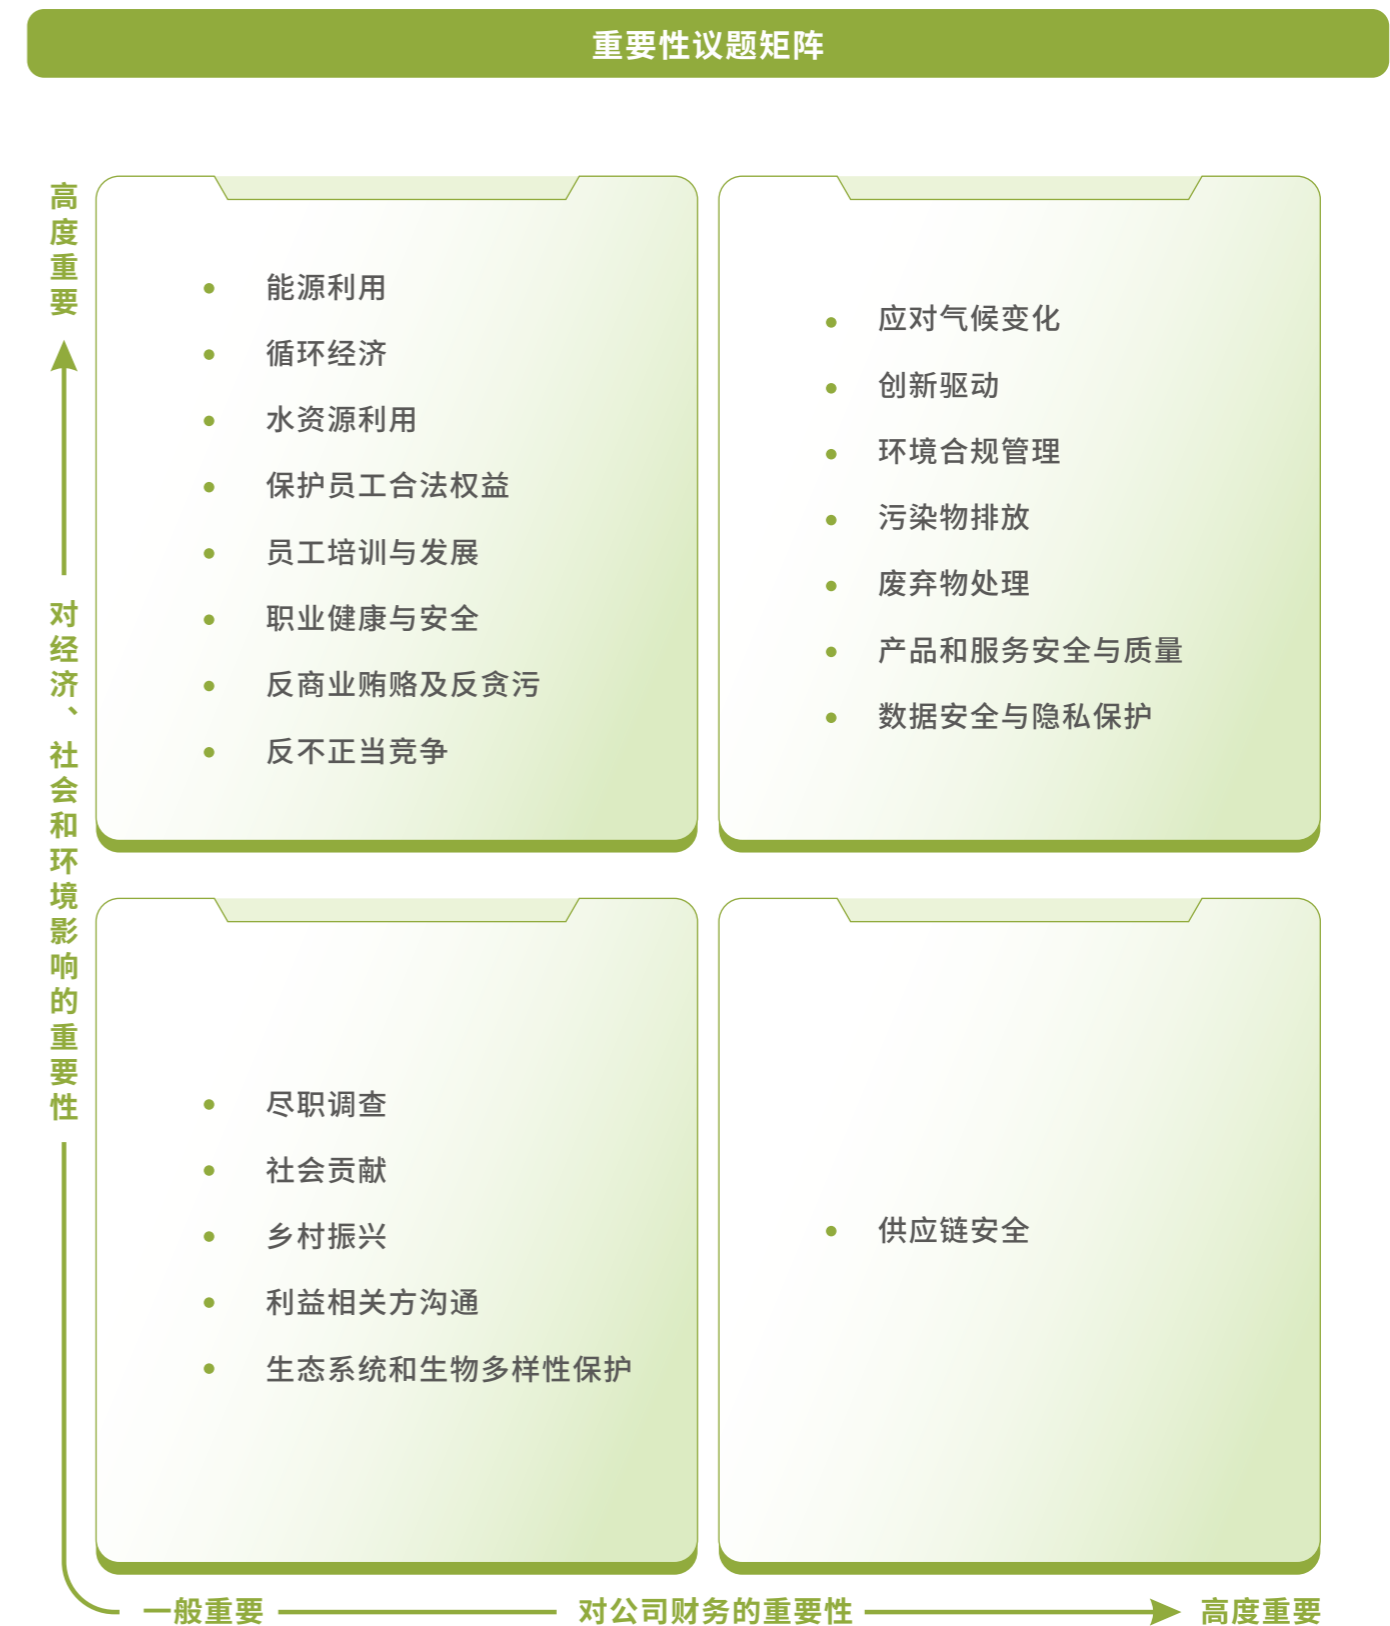 重要性议题矩阵
高度重要
对经济、社会和环境影响的重要性
能源利用
循环经济
水资源利用
保护员工合法权益
员工培训与发展
职业健康与安全
反商业贿赂及反贪污
反不正当竞争
应对气候变化
创新驱动
环境合规管理
污染物排放
废弃物处理
产品和服务安全与质量
数据安全与隐私保护
尽职调查
社会贡献
乡村振兴
利益相关方沟通
生态系统和生物多样性保护
供应链安全
一般重要
对公司财务的重要性
高度重要